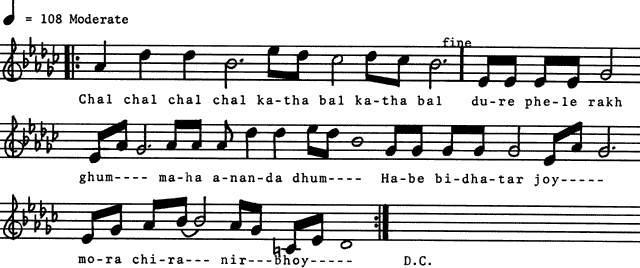 = 108 Moderate
fine
Chal chal chal chal ka-tha bal ka-tha bal du-re phe-le rakh
ghum---- ma-ha a-nan-da dhum---- Ha-be bi-dha-tar joy-----
mo-ra chi-ra--- nir---bhoy----- D.C.